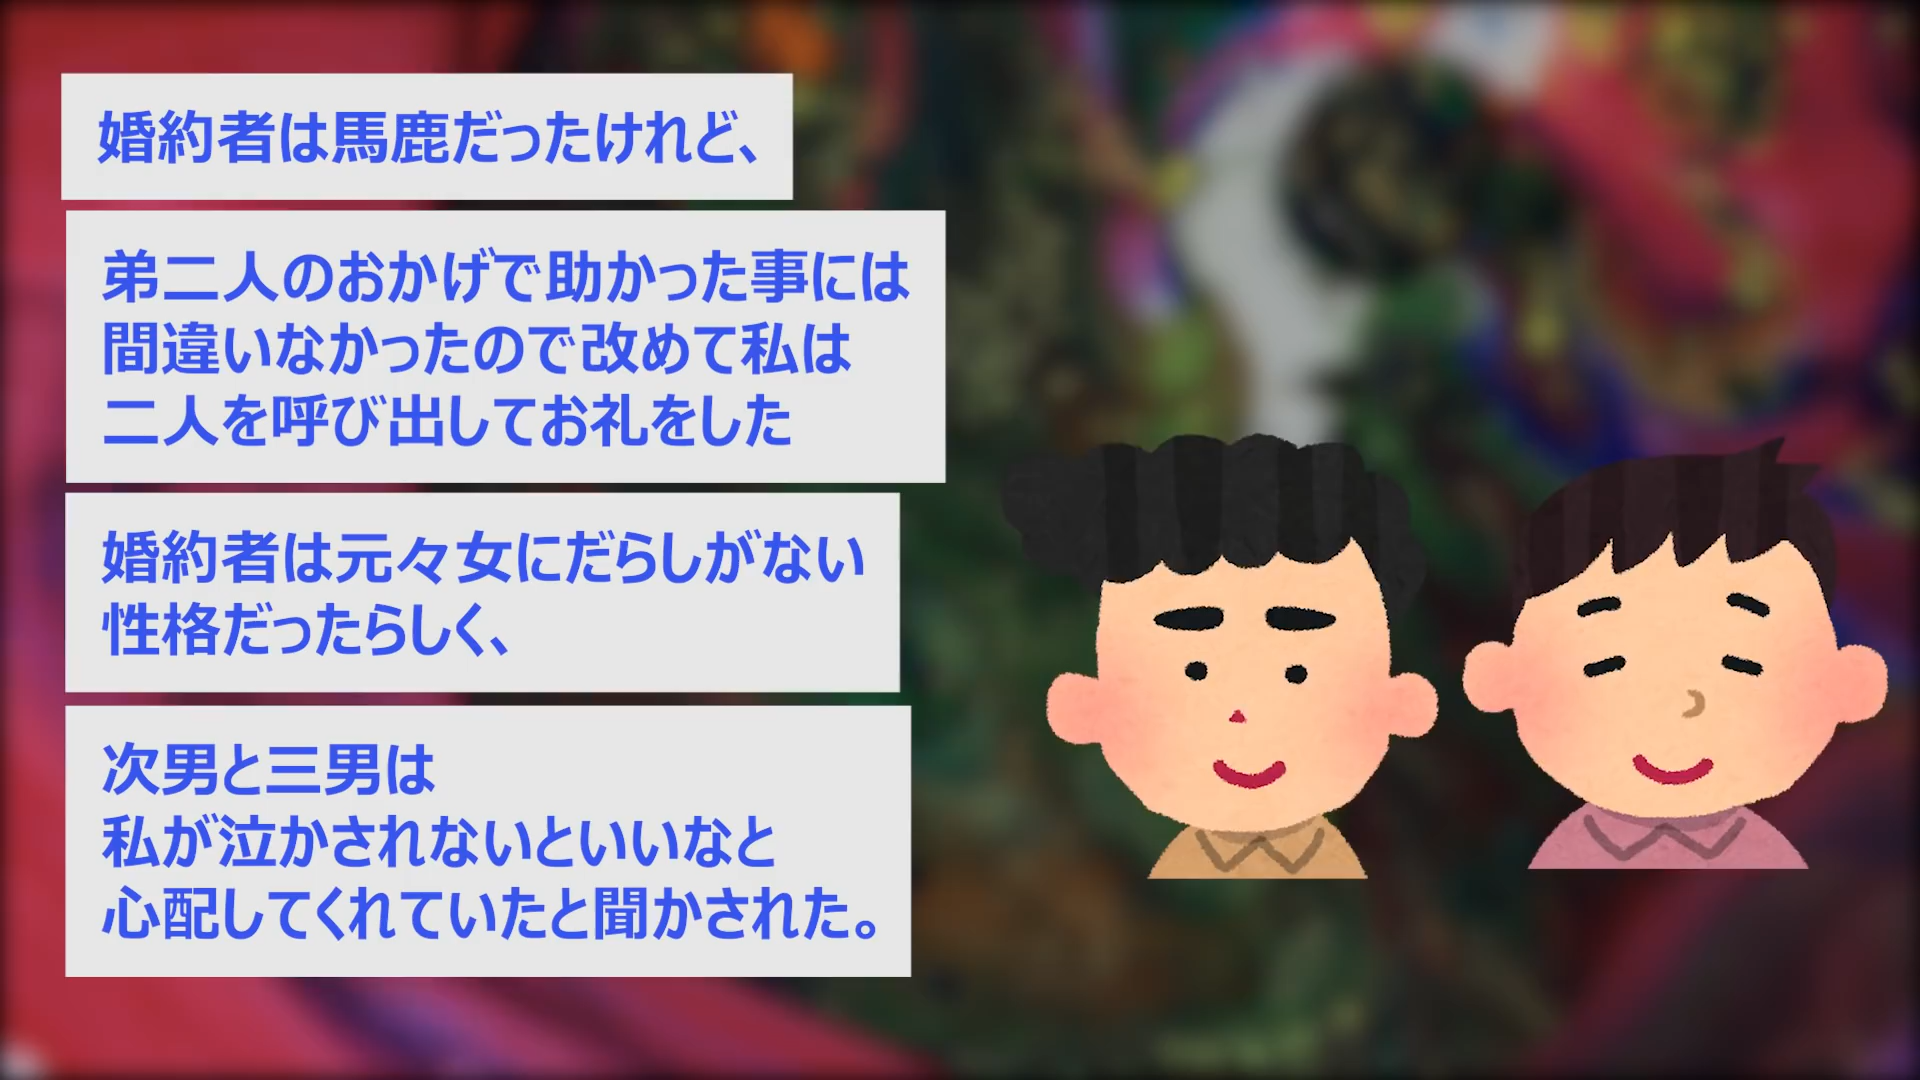 婚約者は馬鹿だったけれど、
弟二人のおかげで助かった事には
間違いなかったので改めて私は
二人を呼び出してお礼をした
婚約者は元々女にだらしがない
性格だったらしく、
次男と三男は
私が泣かされないといいなと
心配してくれていたと聞かされた。